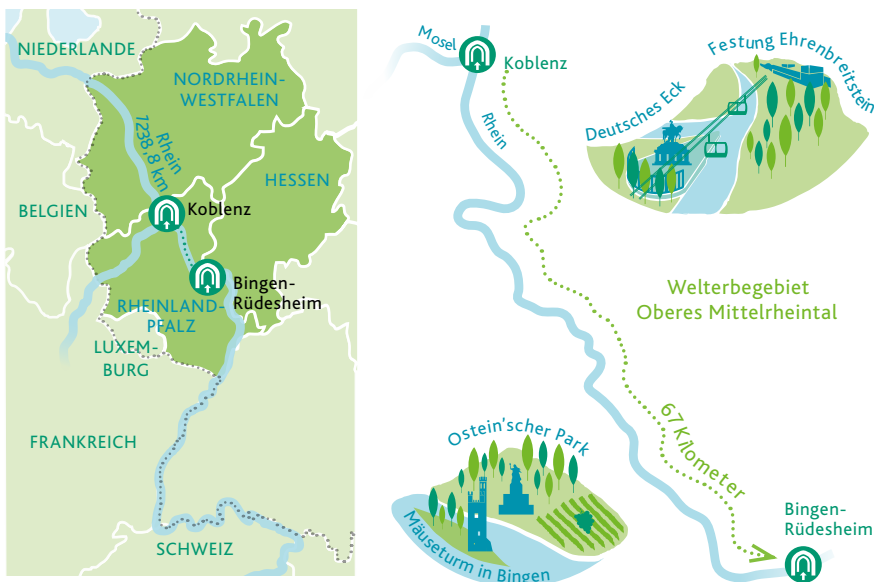 NIEDERLANDE
NORDRHEIN-
WESTFALEN
Rhein
1238,8 km
HESSEN
BELGIEN
Koblenz
Bingen-
Rüdesheim
RHEINLAND-
PFALZ
LUXEM-
BURG
FRANKREICH
SCHWEIZ
Mosel
Koblenz
Rhein
Festung Ehrenbreitstein
Deutsches Eck
Welterbegebiet
Oberes Mittelrheintal
67 Kilometer
Ostein'scher Park
Mäuseturm in Bingen
Bingen-
Rüdesheim